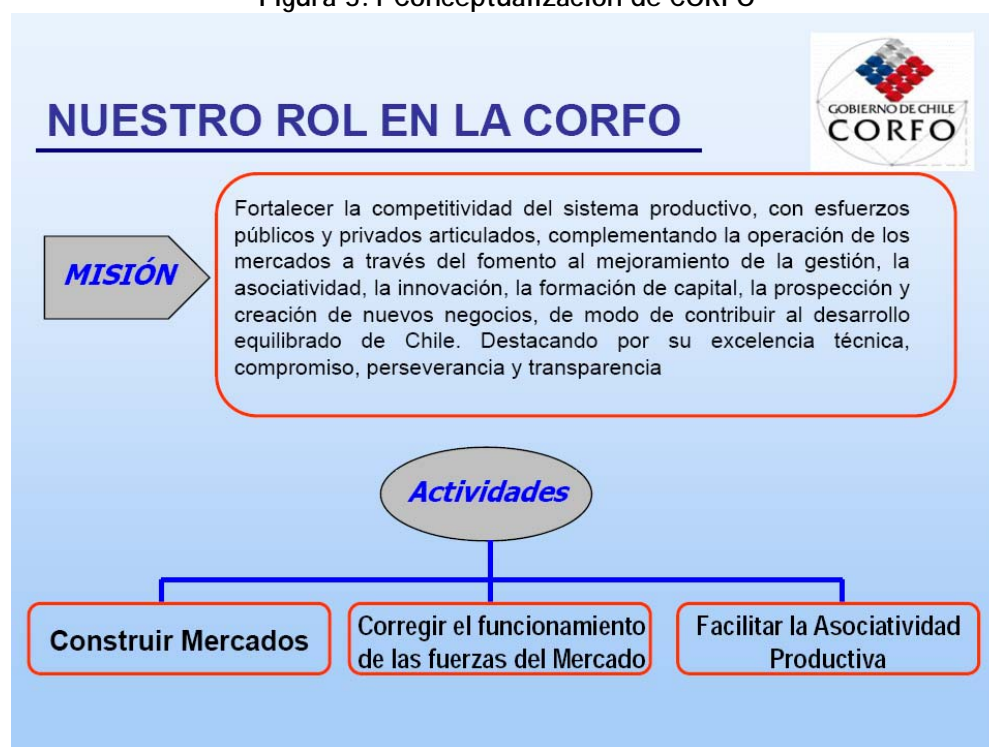 Figura 3.1 Conceptualización de CORFO
NUESTRO ROL EN LA CORFO
GOBIERNO DE CHILE
CORFO
MISIÓN
Fortalecer la competitividad del sistema productivo, con esfuerzos
públicos y privados articulados, complementando la operación de los
mercados a través del fomento al mejoramiento de la gestión, la
asociatividad, la innovación, la formación de capital, la prospección y
creación de nuevos negocios, de modo de contribuir al desarrollo
equilibrado de Chile. Destacando por su excelencia técnica,
compromiso, perseverancia y transparencia
Actividades
Construir Mercados
Corregir el funcionamiento
de las fuerzas del Mercado
Facilitar la Asociatividad
Productiva